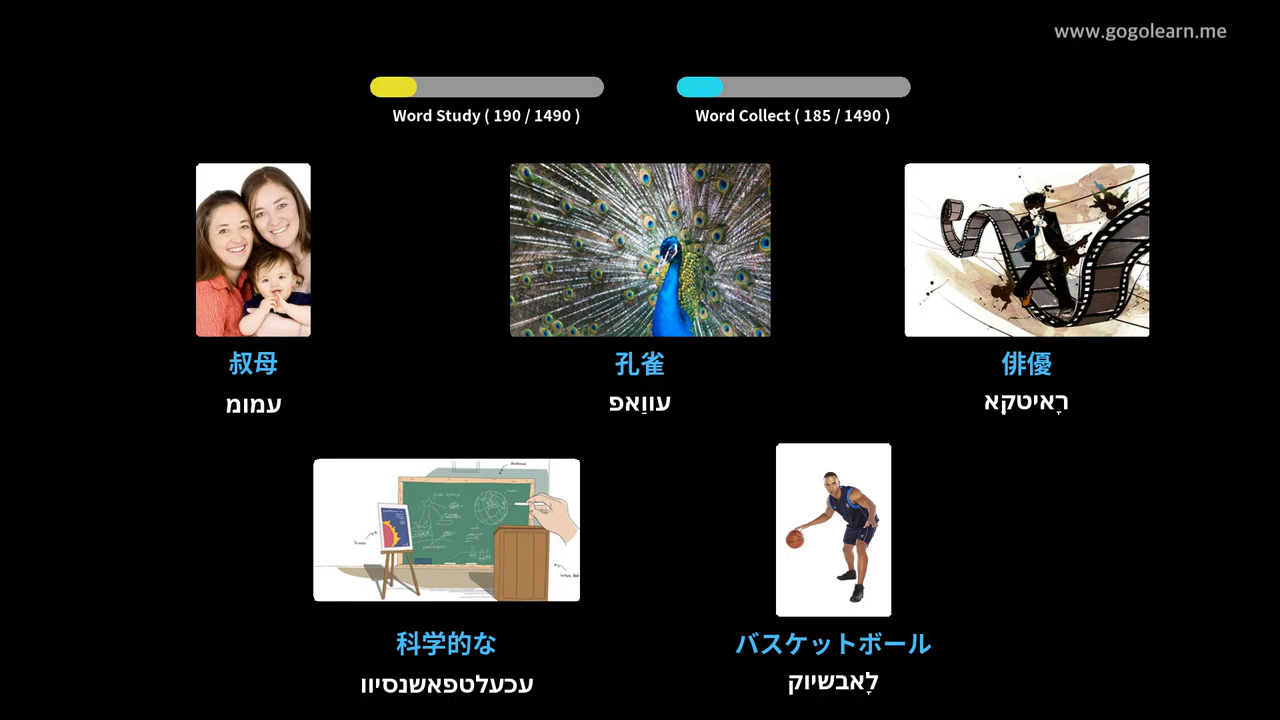 www.gogolearn.me
Word Study ( 190 / 1490 )
Word Collect ( 185 / 1490 )
叔母
עמומ
孔雀
עווַאפ
俳優
רָאיטקַא
科学的な
עכעלטפאשנסיוו
バスケットボール
לָאבשיוק